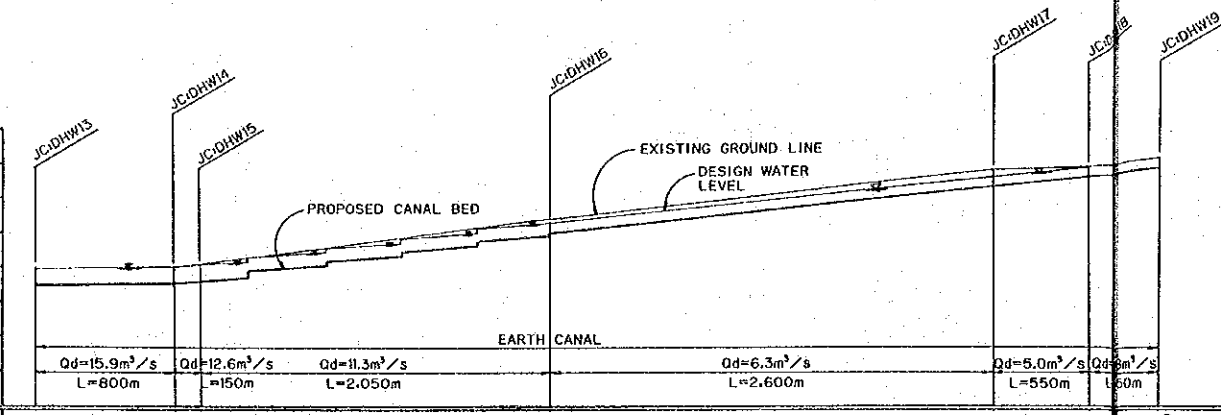 JC:DHW13
JC:DHW14
JC:DHW15
JC:DHW16
JC:DHW17
JC:DHW19
EXISTING GROUND LINE
DESIGN WATER
LEVEL
PROPOSED CANAL BED
EARTH CANAL
Qd=15.9m³/s
Qd=12.6m³/s
Qd=11.3m³/s
Qd=6.3m³/s
Qd=5.0m³/s
L=800m
L=150m
L=2.050m
L=2.600m
L=550m